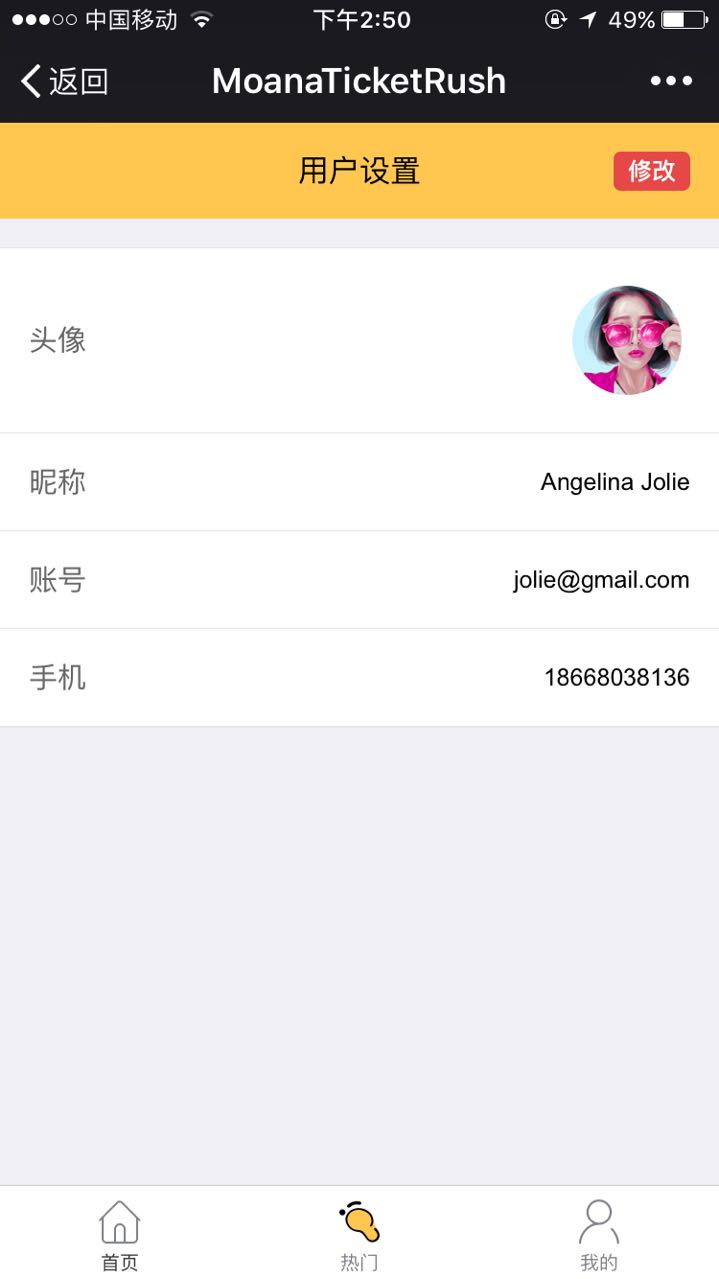 中国移动 下午2:50 49%
返回 MoanaTicketRush
用户设置 修改
头像
昵称 Angelina Jolie
账号 jolie@gmail.com
手机 18668038136
首页 热门 我的